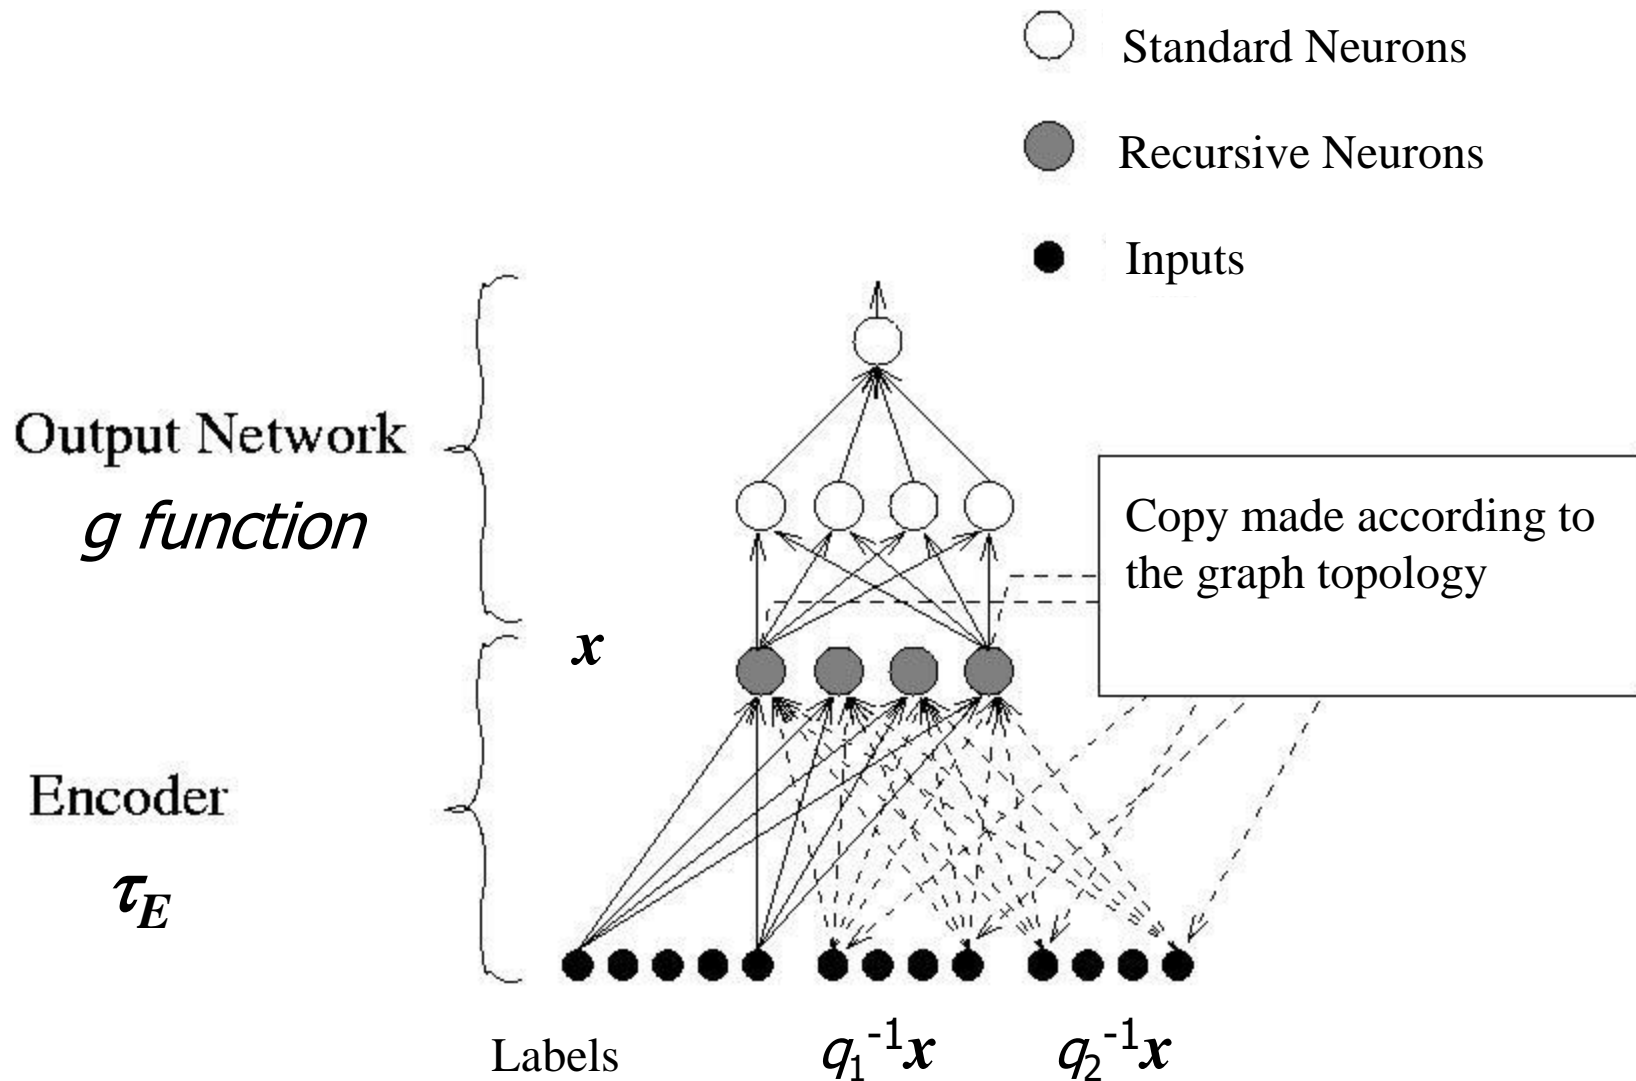 Standard Neurons
Recursive Neurons
Inputs
Output Network
g function
Copy made according to
the graph topology
x
Encoder
τ_E
Labels
q₁⁻¹x
q₂⁻¹x